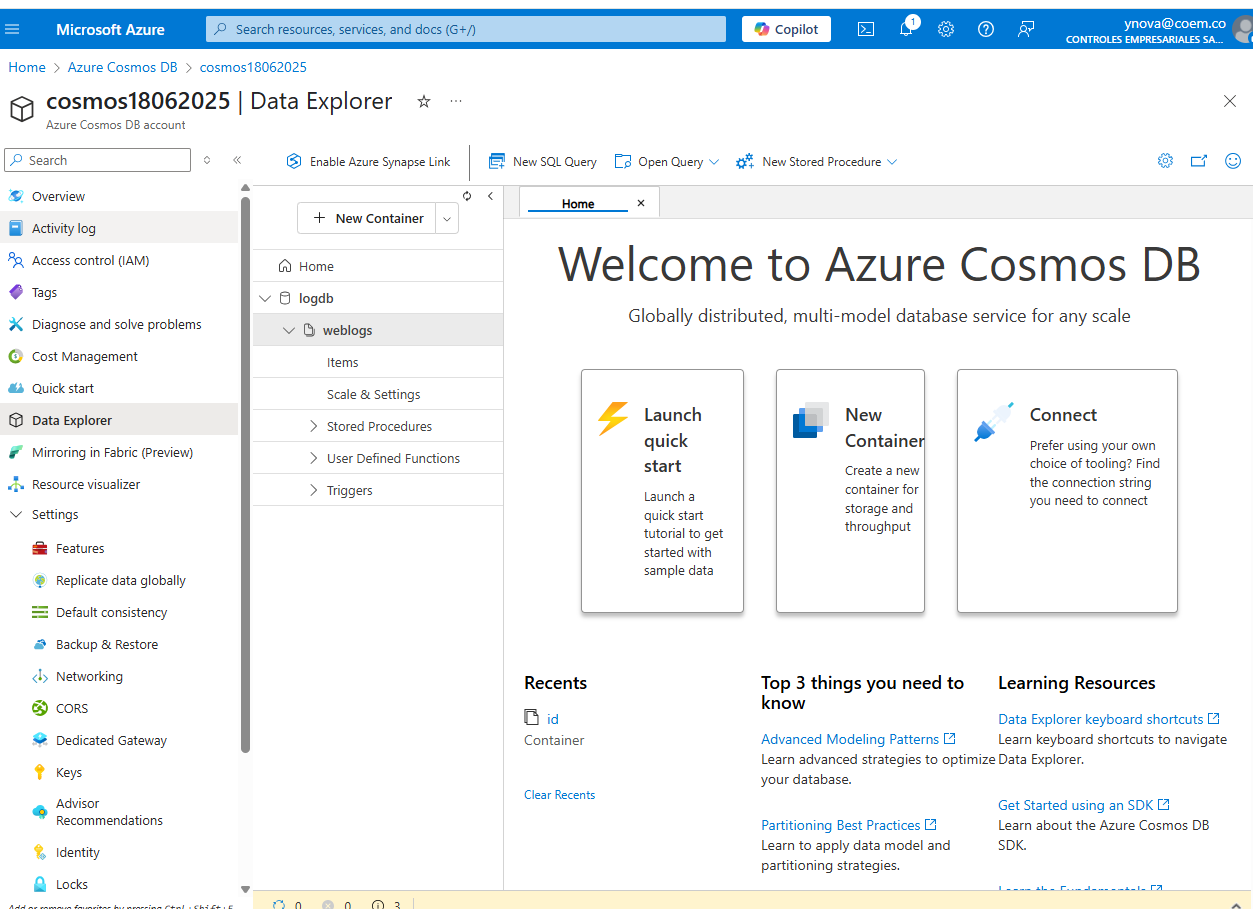 Microsoft Azure
Search resources, services, and docs (G+/)
Copilot
1
ynova@coem.co
CONTROLES EMPRESARIALES SA...
Home > Azure Cosmos DB > cosmos18062025
cosmos18062025 | Data Explorer
Azure Cosmos DB account
Search
Overview
Activity log
Access control (IAM)
Tags
Diagnose and solve problems
Cost Management
Quick start
Data Explorer
Mirroring in Fabric (Preview)
Resource visualizer
Settings
Features
Replicate data globally
Default consistency
Backup & Restore
Networking
CORS
Dedicated Gateway
Keys
Advisor
Recommendations
Identity
Locks
Add or remove favorites by pressing Ctrl+Shift+F
Enable Azure Synapse Link
New SQL Query
Open Query
New Stored Procedure
New Container
Home
logdb
weblogs
Items
Scale & Settings
Stored Procedures
User Defined Functions
Triggers
Home
Welcome to Azure Cosmos DB
Globally distributed, multi-model database service for any scale
Launch
quick
start
Launch a
quick start
tutorial to get
started with
sample data
New
Container
Create a new
container for
storage and
throughput
Connect
Prefer using your own
choice of tooling? Find
the connection string
you need to connect
Recents
id
Container
Clear Recents
Top 3 things you need to
know
Advanced Modeling Patterns
Learn advanced strategies to optimize
your database.
Partitioning Best Practices
Learn to apply data model and
partitioning strategies.
Learning Resources
Data Explorer keyboard shortcuts
Learn keyboard shortcuts to navigate
Data Explorer.
Get Started using an SDK
Learn about the Azure Cosmos DB
SDK.
Learn the Fundamentals
0 0 3